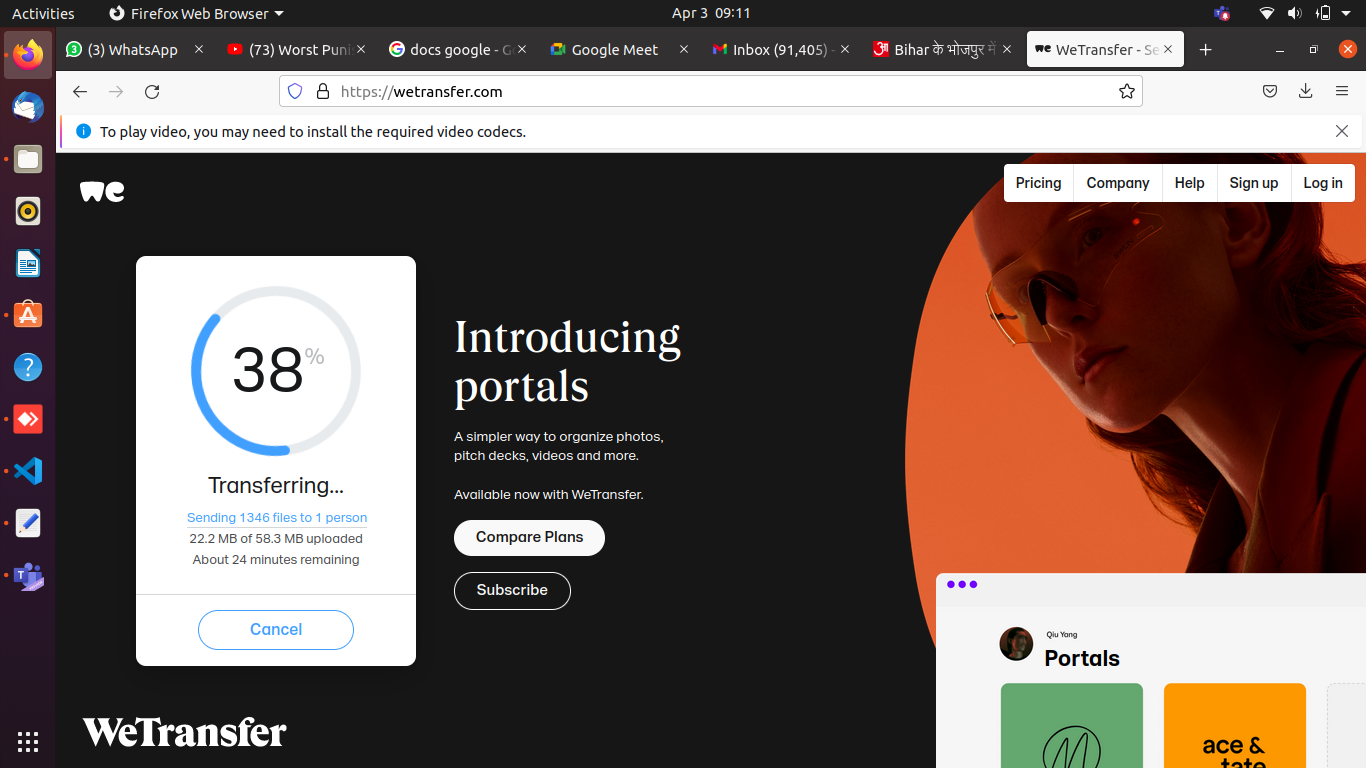 Activities
Firefox Web Browser
Apr 3 09:11
(3) WhatsApp
(73) Worst Puni
docs google - G
Google Meet
Inbox (91,405) -
Bihar के भोजपुर में
WeTransfer - Se
https://wetransfer.com
To play video, you may need to install the required video codecs.
we
Pricing
Company
Help
Sign up
Log in
38%
Transferring...
Sending 1346 files to 1 person
22.2 MB of 58.3 MB uploaded
About 24 minutes remaining
Cancel
Introducing
portals
A simpler way to organize photos,
pitch decks, videos and more.
Available now with WeTransfer.
Compare Plans
Subscribe
WeTransfer
Qiu Yang
Portals
ace &
tate